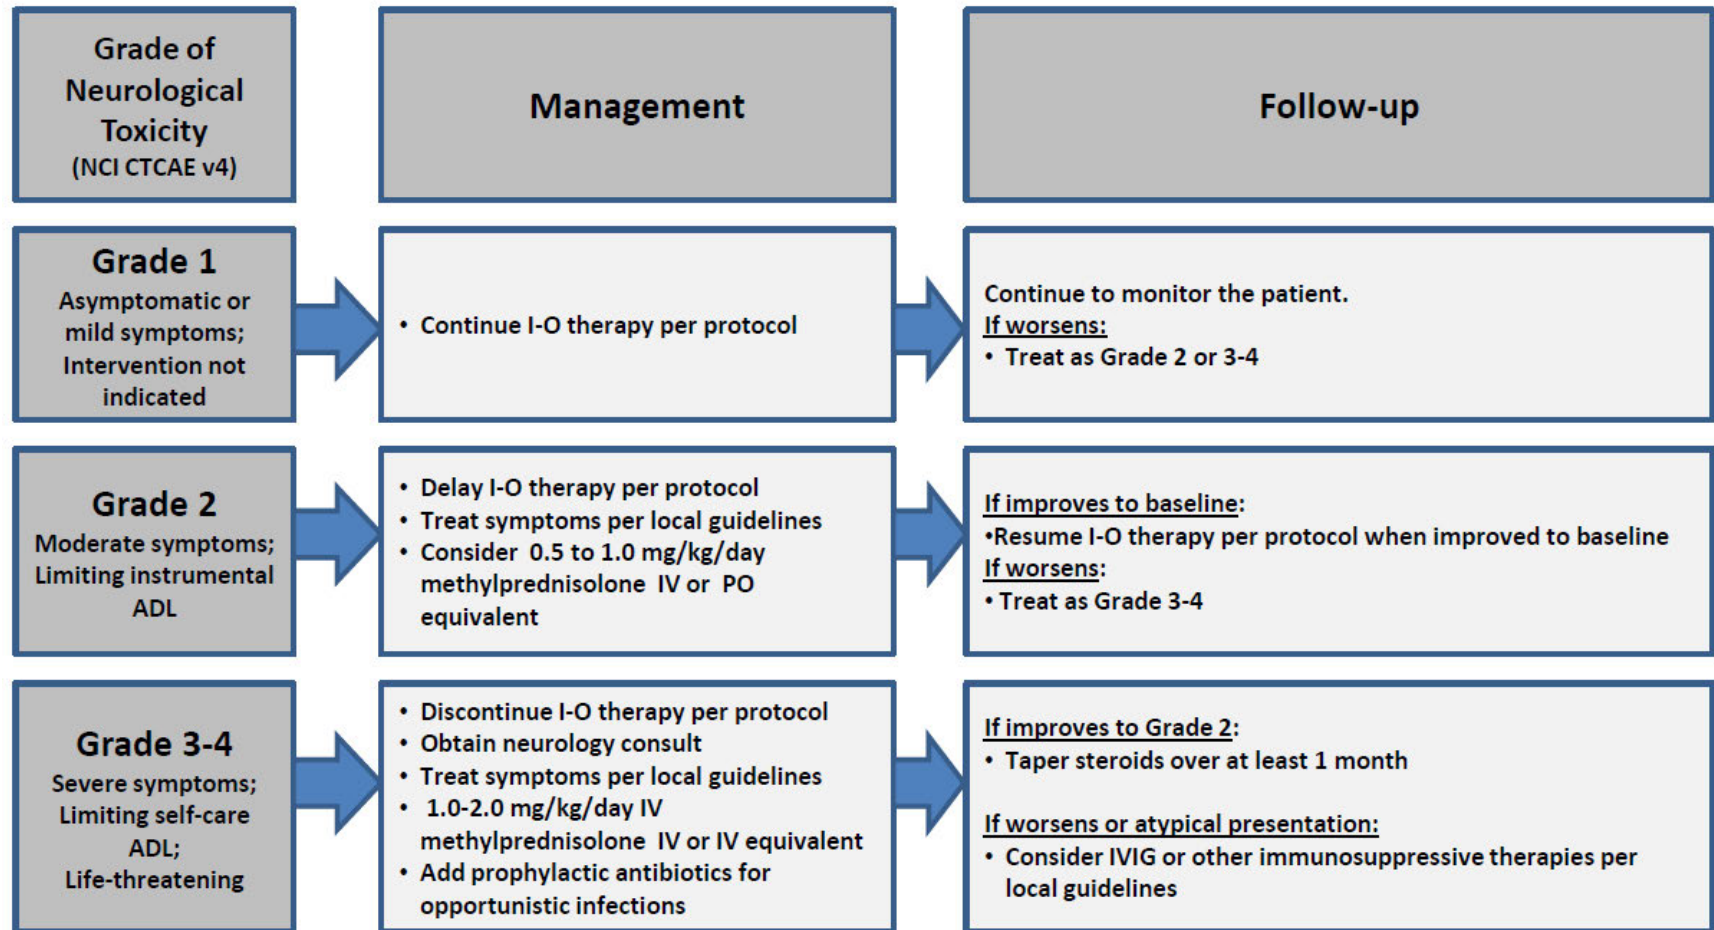 Grade of
Neurological
Toxicity
(NCI CTCAE v4)
Management
Follow-up
Grade 1
Asymptomatic or
mild symptoms;
Intervention not
indicated
• Continue I-O therapy per protocol
Continue to monitor the patient.
If worsens:
• Treat as Grade 2 or 3-4
Grade 2
Moderate symptoms;
Limiting instrumental
ADL
• Delay I-O therapy per protocol
• Treat symptoms per local guidelines
• Consider 0.5 to 1.0 mg/kg/day
methylprednisolone IV or PO
equivalent
If improves to baseline:
•Resume I-O therapy per protocol when improved to baseline
If worsens:
• Treat as Grade 3-4
Grade 3-4
Severe symptoms;
Limiting self-care
ADL;
Life-threatening
• Discontinue I-O therapy per protocol
• Obtain neurology consult
• Treat symptoms per local guidelines
• 1.0-2.0 mg/kg/day IV
methylprednisolone IV or IV equivalent
• Add prophylactic antibiotics for
opportunistic infections
If improves to Grade 2:
• Taper steroids over at least 1 month
If worsens or atypical presentation:
• Consider IVIG or other immunosuppressive therapies per
local guidelines